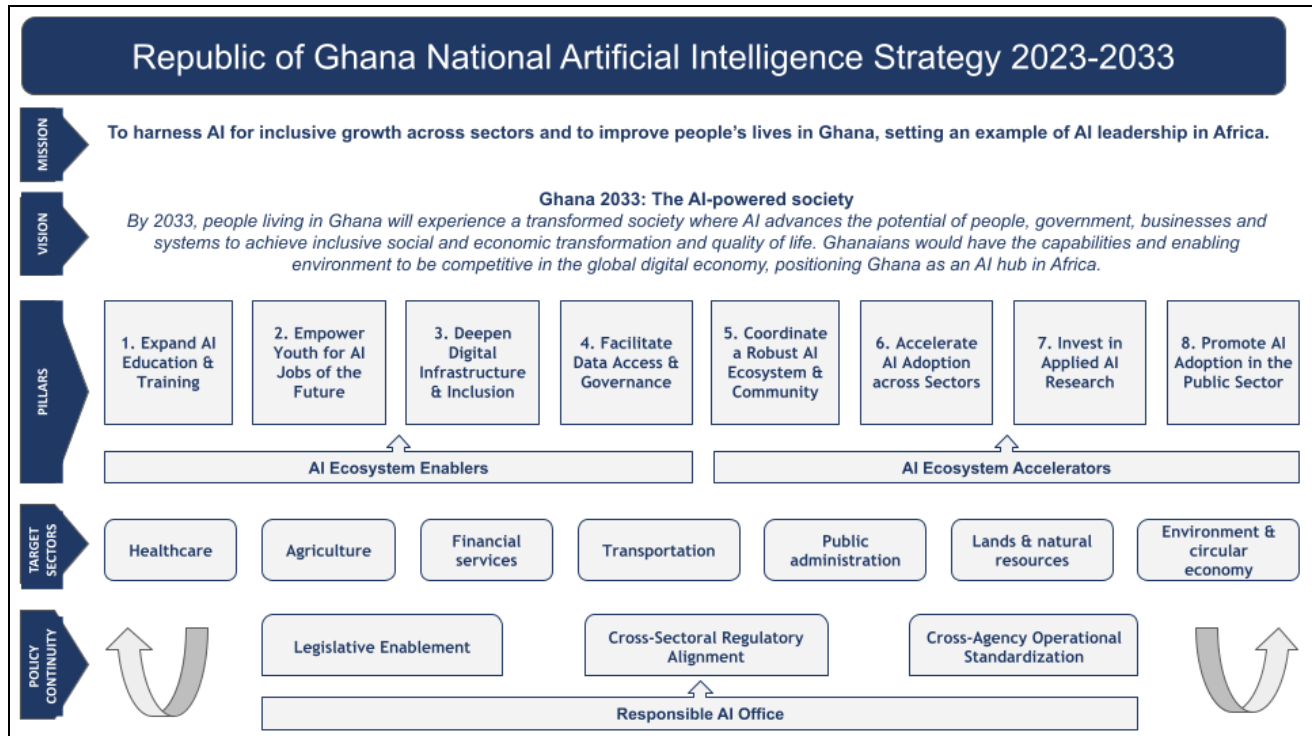 Republic of Ghana National Artificial Intelligence Strategy 2023-2033
MISSION
To harness AI for inclusive growth across sectors and to improve people's lives in Ghana, setting an example of AI leadership in Africa.
VISION
Ghana 2033: The AI-powered society
By 2033, people living in Ghana will experience a transformed society where AI advances the potential of people, government, businesses and
systems to achieve inclusive social and economic transformation and quality of life. Ghanaians would have the capabilities and enabling
environment to be competitive in the global digital economy, positioning Ghana as an AI hub in Africa.
PILLARS
1. Expand AI
Education &
Training
2. Empower
Youth for AI
Jobs of the
Future
3. Deepen
Digital
Infrastructure
& Inclusion
4. Facilitate
Data Access &
Governance
5. Coordinate
a Robust AI
Ecosystem &
Community
6. Accelerate
AI Adoption
across Sectors
7. Invest in
Applied AI
Research
8. Promote AI
Adoption in the
Public Sector
AI Ecosystem Enablers
AI Ecosystem Accelerators
TARGET
SECTORS
Healthcare
Agriculture
Financial
services
Transportation
Public
administration
Lands & natural
resources
Environment &
circular
economy
POLICY
CONTINUITY
Legislative Enablement
Cross-Sectoral Regulatory
Alignment
Cross-Agency Operational
Standardization
Responsible AI Office